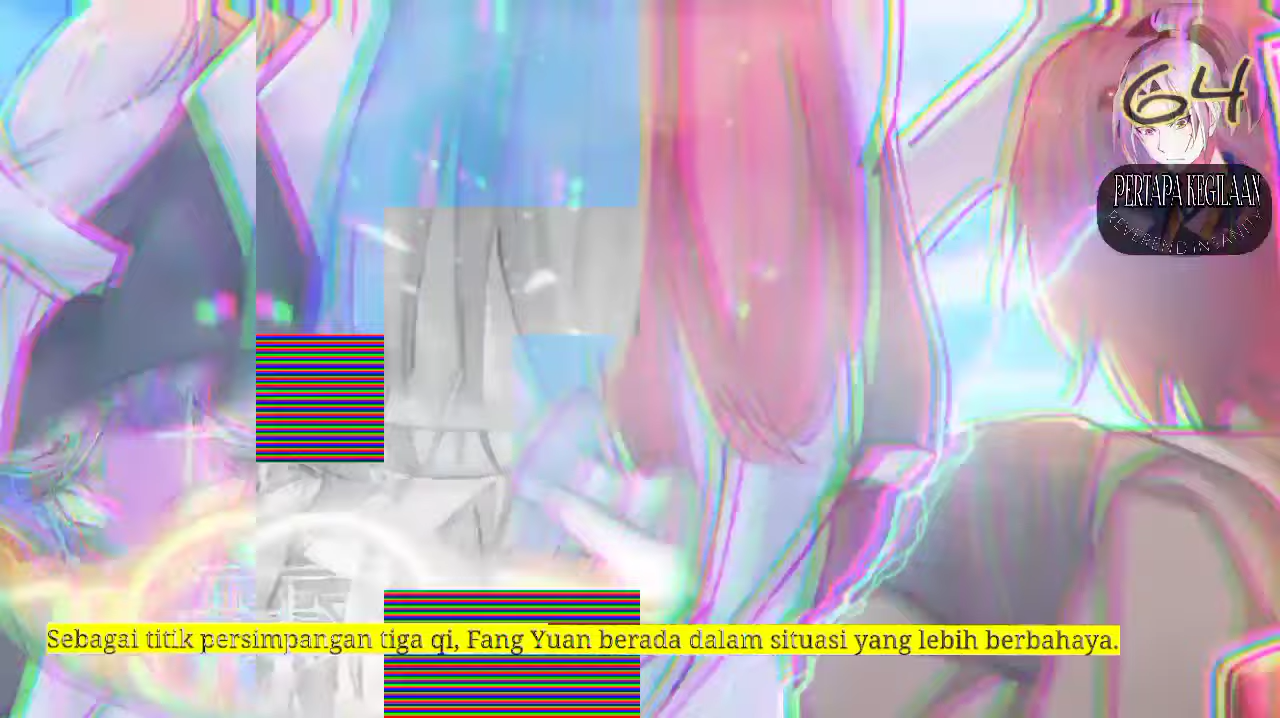 64
PERTAPA KEGILAAN
REVEREND INSANITY
Sebagai titik persimpangan tiga qi, Fang Yuan berada dalam situasi yang lebih berbahaya.